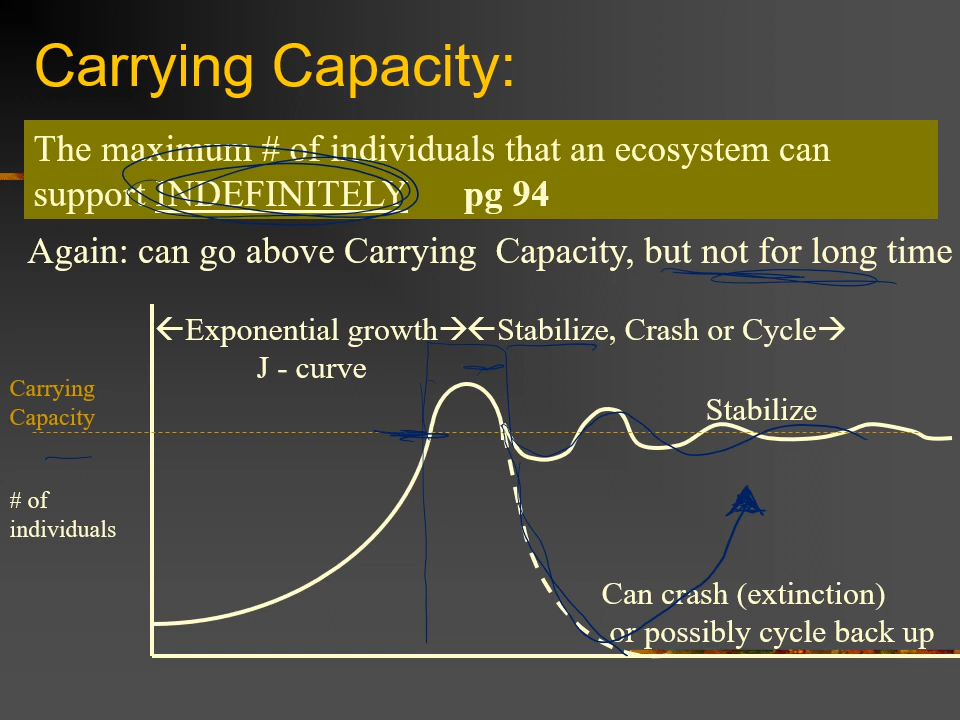 Carrying Capacity:
The maximum # of individuals that an ecosystem can
support INDEFINITELY pg 94
Again: can go above Carrying Capacity, but not for long time
🡨Exponential growth🡪🡨Stabilize, Crash or Cycle🡪
J - curve
Carrying
Capacity
Stabilize
# of
individuals
Can crash (extinction)
or possibly cycle back up